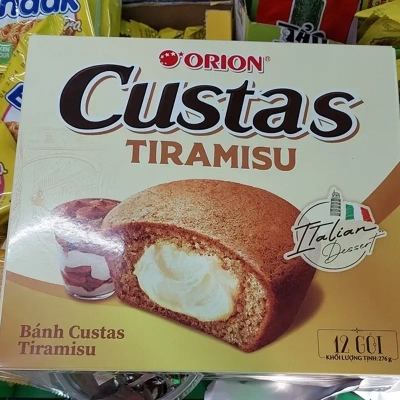 ORION
Custas
TIRAMISU
Italian
Dessert
Bánh Custas
Tiramisu
12 GÓI
KHỐI LƯỢNG TỊNH: 276 g